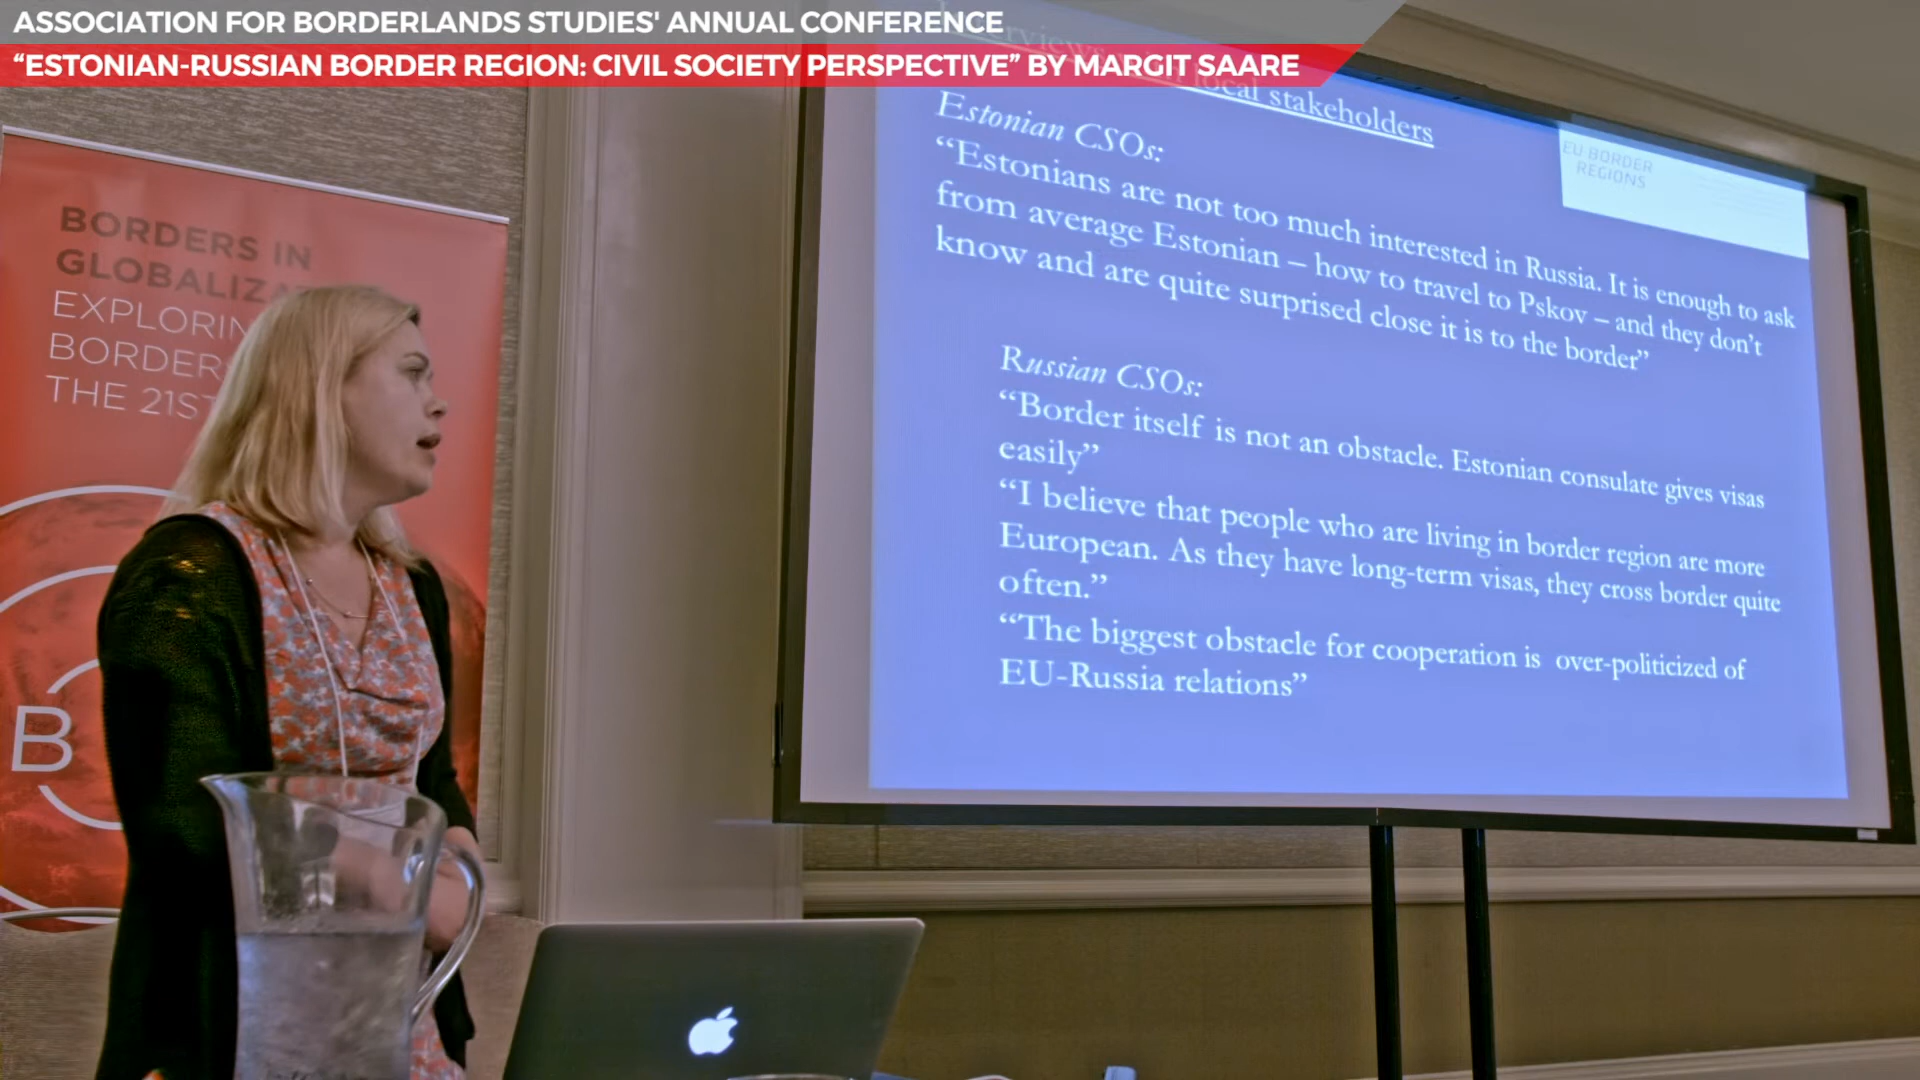 ASSOCIATION FOR BORDERLANDS STUDIES' ANNUAL CONFERENCE
“ESTONIAN-RUSSIAN BORDER REGION: CIVIL SOCIETY PERSPECTIVE” BY MARGIT SAARE
BORDERS IN
EXPLORIN
BORDER
THE 21ST
B
Interviews local stakeholders
EU BORDER
REGIONS
Estonian CSOs:
“Estonians are not too much interested in Russia. It is enough to ask
from average Estonian – how to travel to Pskov – and they don’t
know and are quite surprised close it is to the border”
Russian CSOs:
“Border itself is not an obstacle. Estonian consulate gives visas
easily”
“I believe that people who are living in border region are more
European. As they have long-term visas, they cross border quite
often.”
“The biggest obstacle for cooperation is over-politicized of
EU-Russia relations”